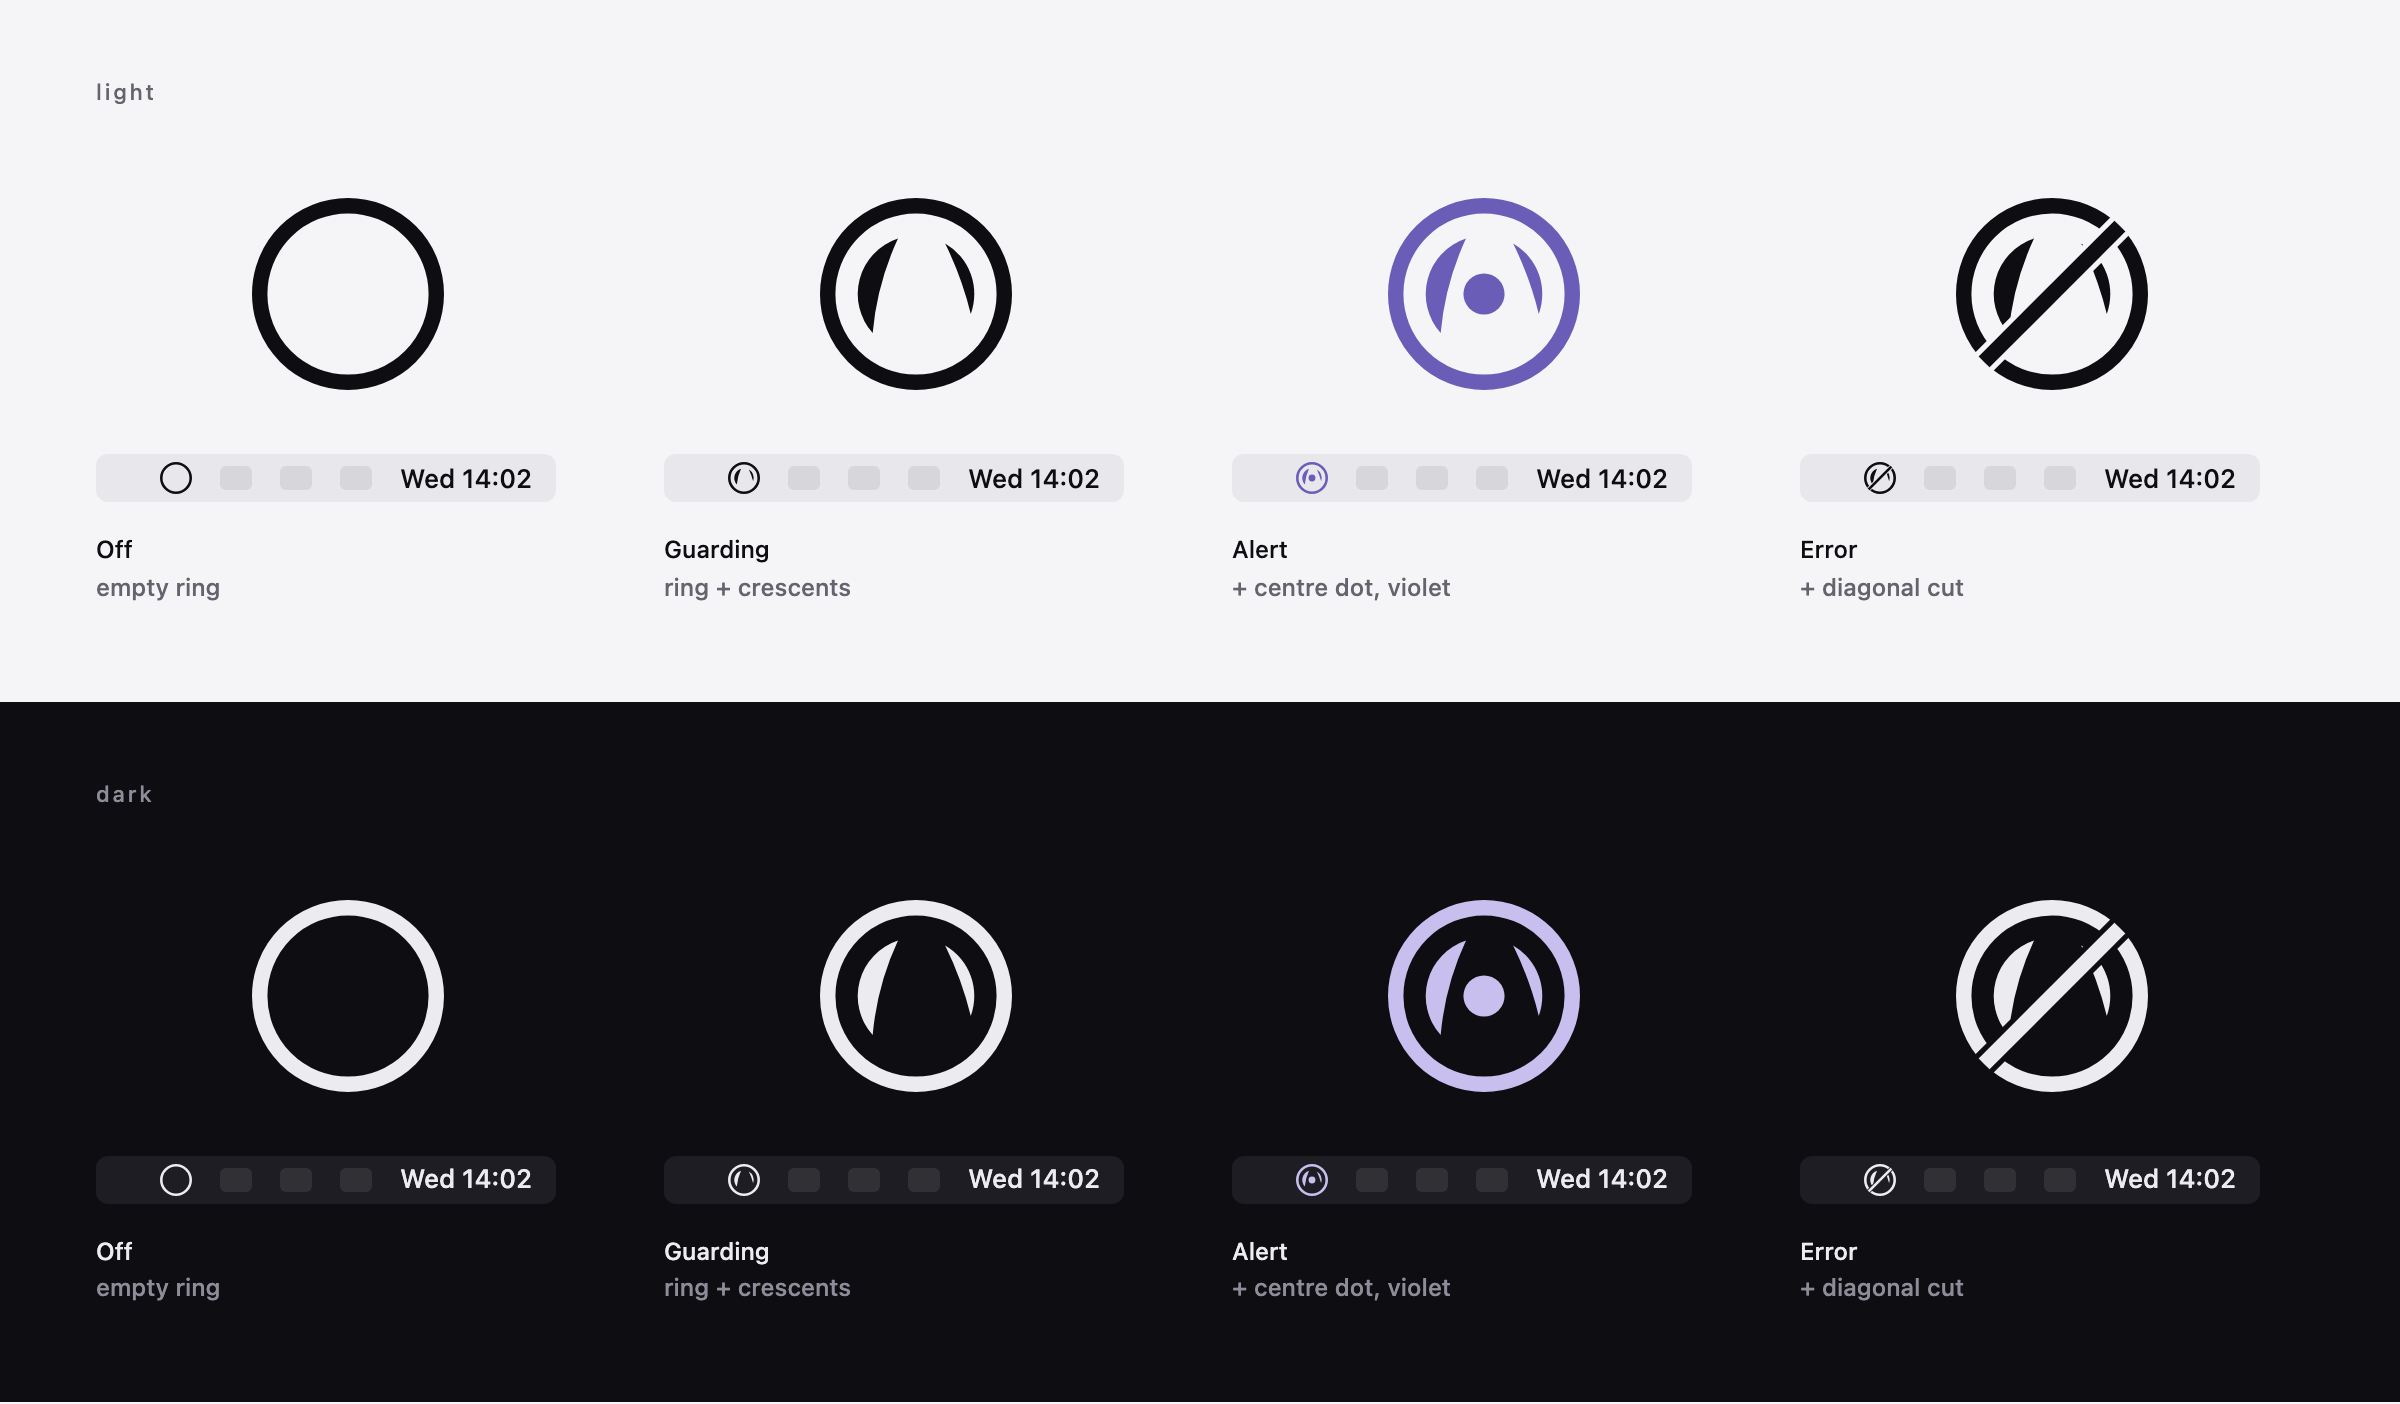 light
Wed 14:02
Wed 14:02
Wed 14:02
Wed 14:02
Off
empty ring
Guarding
ring + crescents
Alert
+ centre dot, violet
Error
+ diagonal cut
dark
Wed 14:02
Wed 14:02
Wed 14:02
Wed 14:02
Off
empty ring
Guarding
ring + crescents
Alert
+ centre dot, violet
Error
+ diagonal cut